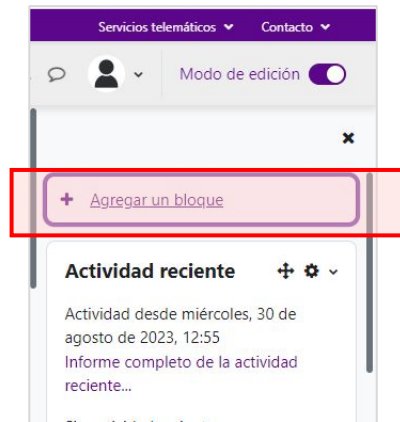 Servicios telemáticos Contacto
Modo de edición
+ Agregar un bloque
Actividad reciente
Actividad desde miércoles, 30 de
agosto de 2023, 12:55
Informe completo de la actividad
reciente...